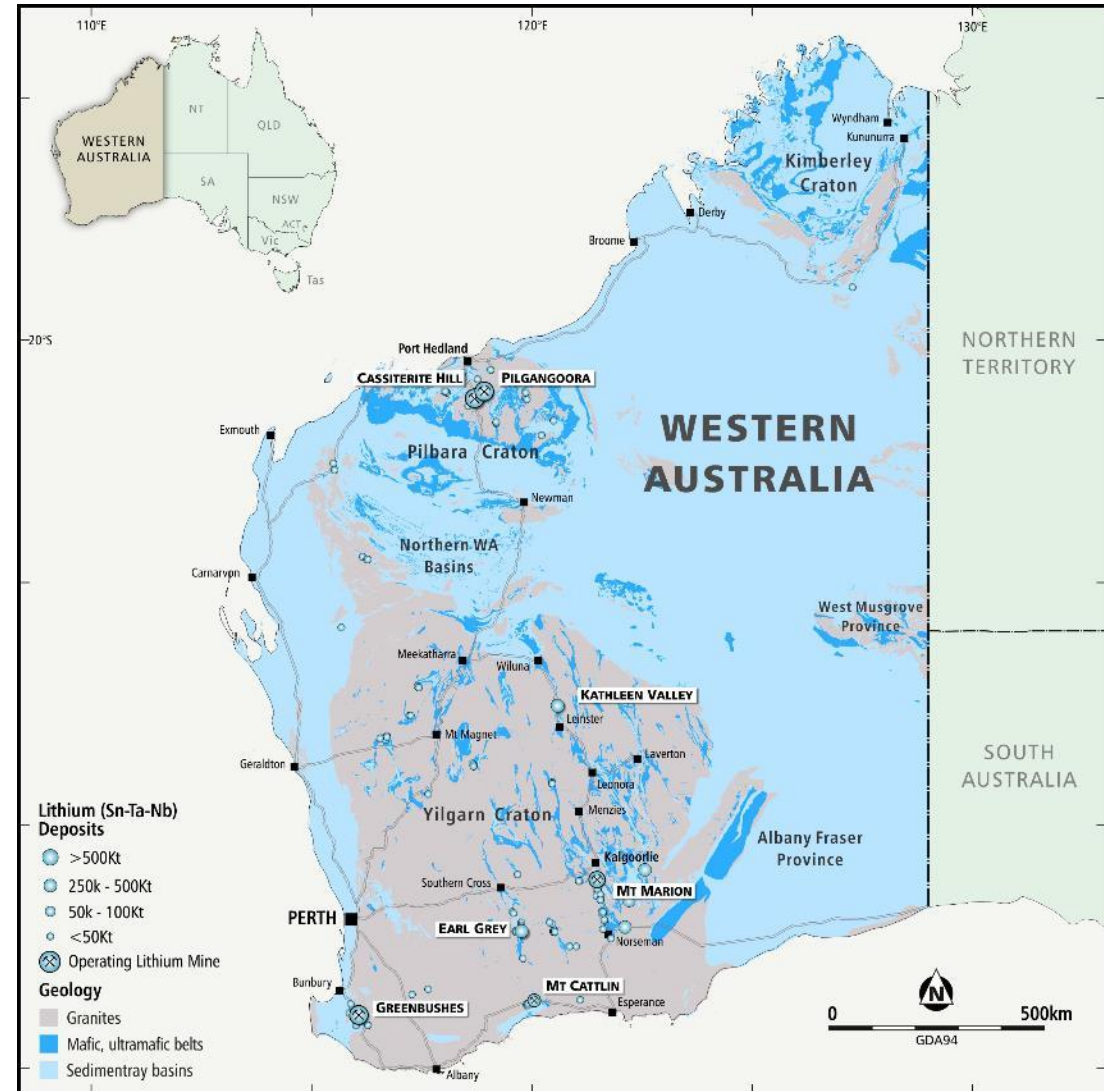 110°E
120°E
130°E
NT
QLD
WESTERN
AUSTRALIA
SA
NSW
ACT
Vic
Tas
Wyndham
Kununurra
Kimberley
Craton
Derby
Broome
20°S
NORTHERN
TERRITORY
Port Hedland
CASSITERITE HILL
PILGANGOORA
WESTERN
AUSTRALIA
Exmouth
Pilbara Craton
Newman
Northern WA
Basins
Carnarvon
West Musgrove
Province
Meekatharra
Wiluna
KATHLEEN VALLEY
Leinster
Mt Magnet
Laverton
Geraldton
Leonora
SOUTH
AUSTRALIA
Menzies
Yilgarn Craton
Albany Fraser
Province
Kalgoorlie
Southern Cross
MT MARION
PERTH
EARL GREY
Norseman
Bunbury
MT CATTLIN
GREENBUSHES
Esperance
Albany
Lithium (Sn-Ta-Nb)
Deposits
>500Kt
250k - 500Kt
50k - 100Kt
<50Kt
Operating Lithium Mine
Geology
Granites
Mafic, ultramafic belts
Sedimentray basins
N
0 500km
GDA94